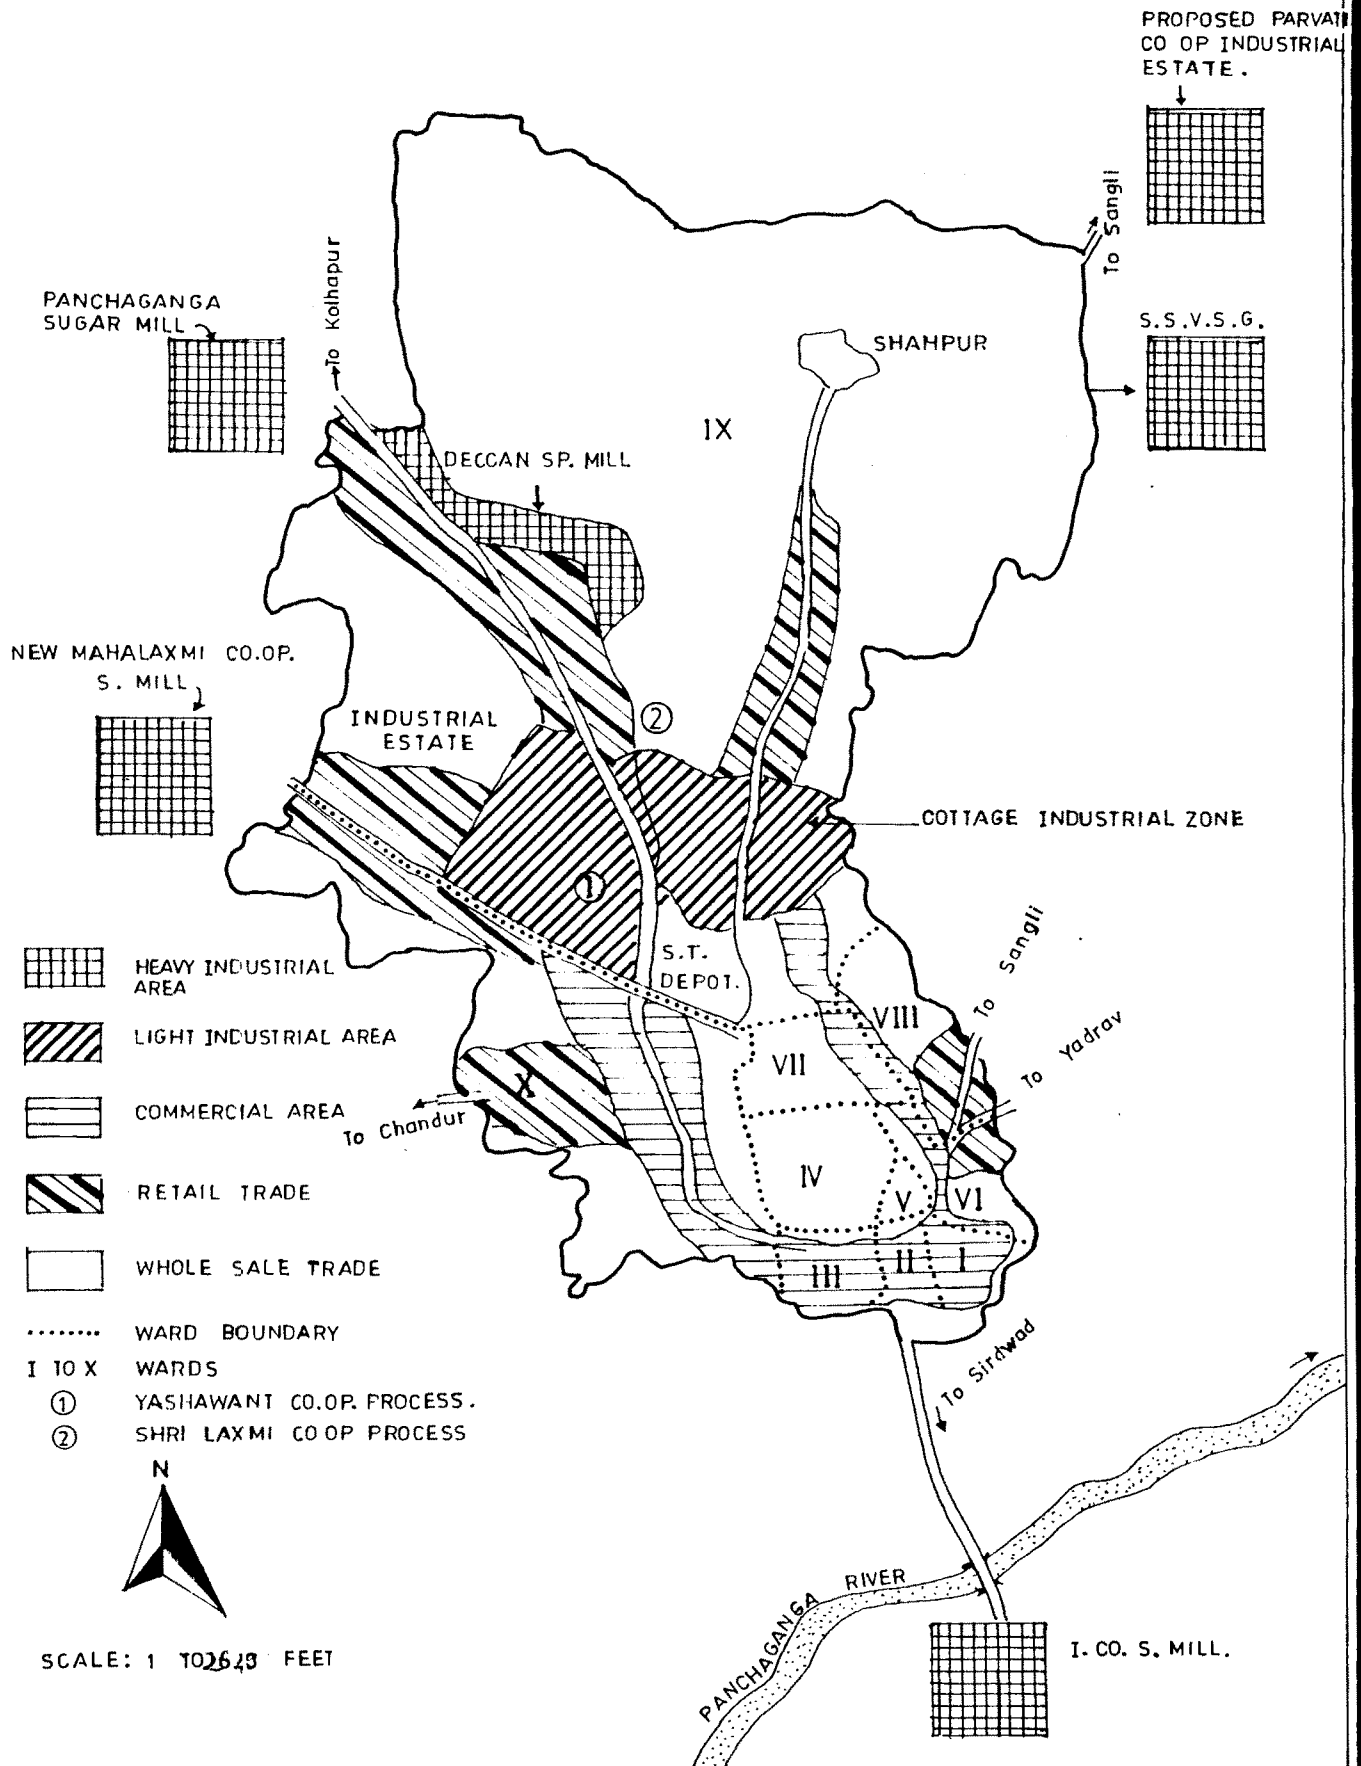 PROPOSED PARVATI
CO OP INDUSTRIAL
ESTATE.
To Sangli
To Kolhapur
PANCHAGANGA
SUGAR MILL
S.S.V.S.G.
SHAHPUR
IX
DECCAN SP. MILL
NEW MAHALAXMI CO.OP.
S. MILL
INDUSTRIAL
ESTATE
2
COTTAGE INDUSTRIAL ZONE
1
To Sangli
S.T.
DEPOT.
VIII
To Yadrav
VII
X
To Chandur
IV
V
VI
III
II
I
HEAVY INDUSTRIAL
AREA
LIGHT INDUSTRIAL AREA
COMMERCIAL AREA
RETAIL TRADE
WHOLE SALE TRADE
WARD BOUNDARY
I TO X WARDS
1 YASHAWANT CO.OP. PROCESS.
2 SHRI LAXMI CO OP PROCESS
N
To Sirdwad
PANCHAGANGA RIVER
SCALE: 1 TO FEET
I. CO. S. MILL.